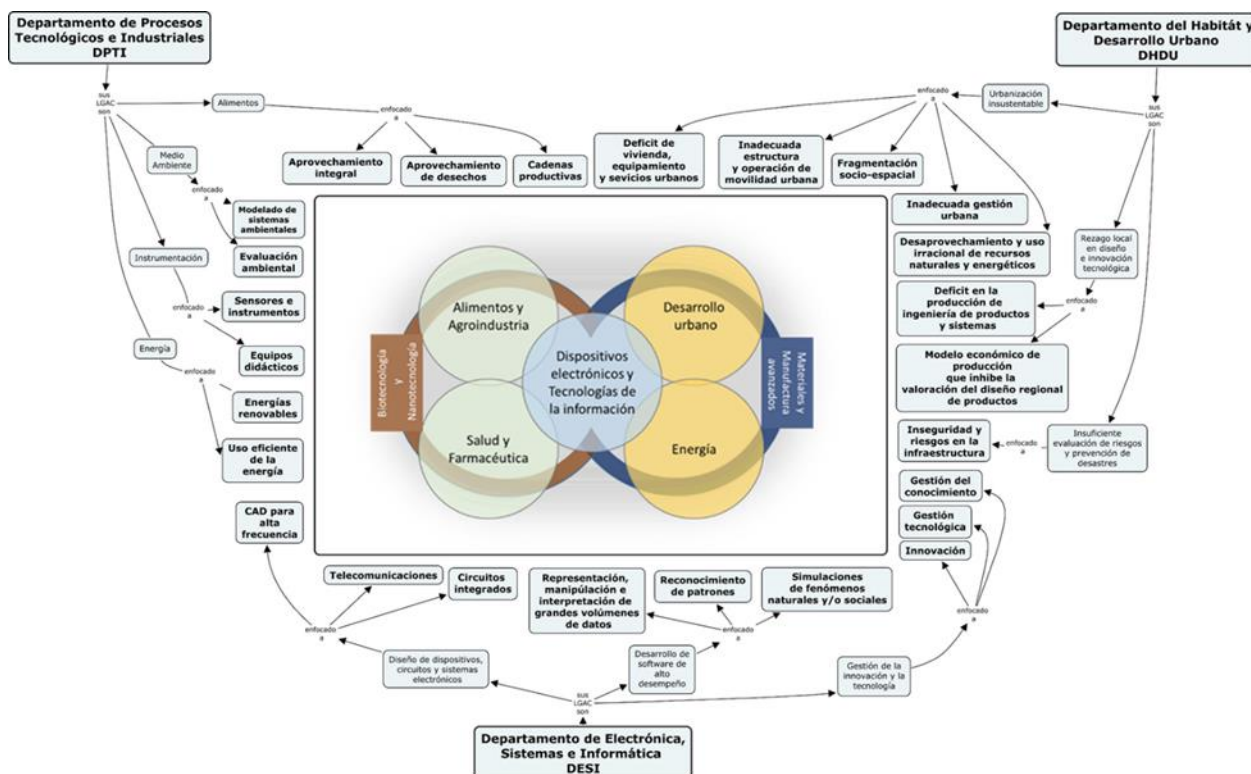 Departamento de Procesos
Tecnológicos e Industriales
DPTI
sus
LGAC
son
Alimentos
enfocado
a
Aprovechamiento
integral
Aprovechamiento
de desechos
Cadenas
productivas
Medio
Ambiente
enfocado
a
Modelado de
sistemas
ambientales
Evaluación
ambiental
Instrumentación
enfocado
a
Sensores e
instrumentos
Equipos
didácticos
Energía
enfocado
a
Energías
renovables
Uso eficiente
de la
energía
Departamento del Habitát y
Desarrollo Urbano
DHDU
sus
LGAC
son
Urbanización
insustentable
enfocado
a
Deficit de
vivienda,
equipamiento
y sevicios urbanos
Inadecuada
estructura
y operación de
movilidad urbana
Fragmentación
socio-espacial
Inadecuada gestión
urbana
Desaprovechamiento y uso
irracional de recursos
naturales y energéticos
Rezago local
en diseño
e innovación
tecnológica
enfocado
a
Deficit en la
producción de
ingeniería de productos
y sistemas
Modelo económico de
producción
que inhibe la
valoración del diseño regional
de productos
Insuficiente
evaluación de riesgos
y prevención de
desastres
enfocado
a
Inseguridad y
riesgos en la
infraestructura
Biotecnología
y
Nanotecnología
Alimentos y
Agroindustria
Desarrollo
urbano
Dispositivos
electrónicos y
Tecnologías de
la información
Salud y
Farmacéutica
Energía
Materiales y
Manufactura
avanzados
Gestión del
conocimiento
Gestión
tecnológica
Innovación
enfocado
a
Gestión de la
innovación y la
tecnología
CAD para
alta
frecuencia
Telecomunicaciones
Circuitos
integrados
enfocado
a
Diseño de dispositivos,
circuitos y sistemas
electrónicos
Representación,
manipúlación e
interpretación de
grandes volúmenes
de datos
Reconocimiento
de patrones
Simulaciones
de fenómenos
naturales y/o sociales
enfocado
a
Desarrollo de
software de
alto
desempeño
sus
LGAC
son
Departamento de Electrónica,
Sistemas e Informática
DESI